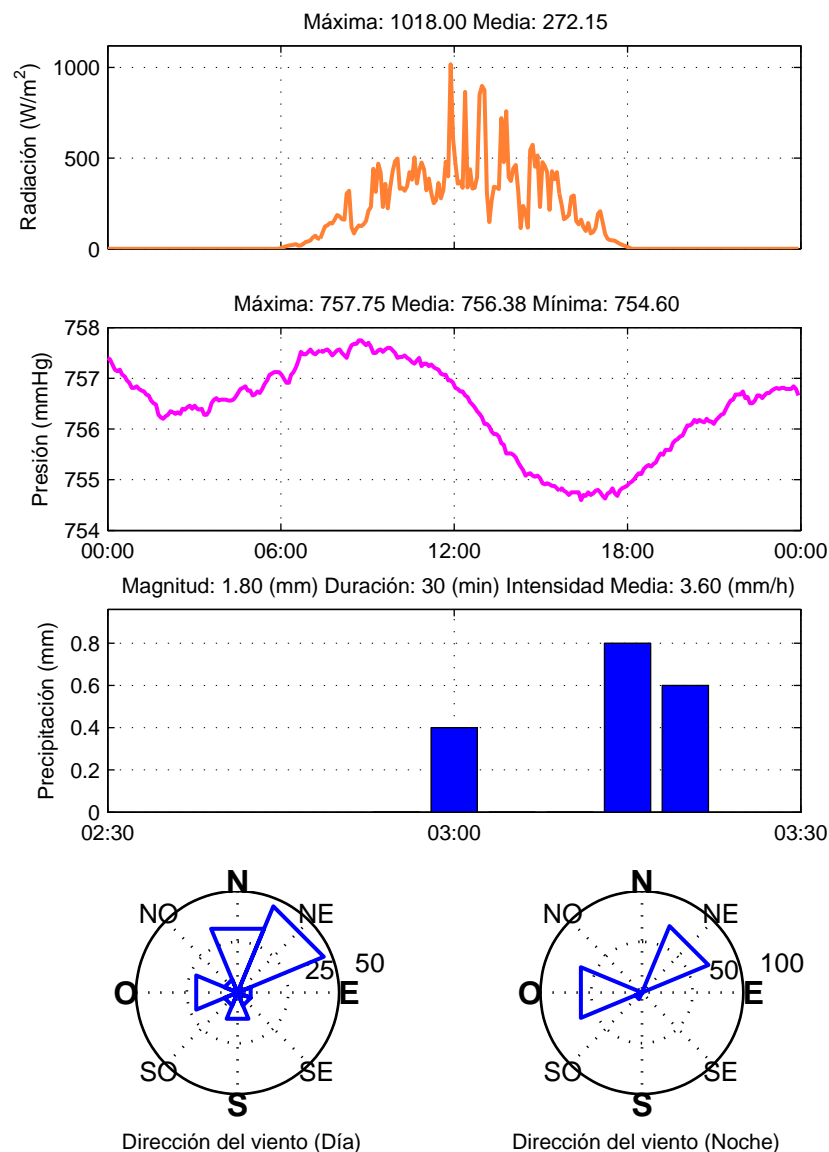 Máxima: 1018.00 Media: 272.15
Radiación (W/m²)
1000
500
0
Máxima: 757.75 Media: 756.38 Mínima: 754.60
Presión (mmHg)
758
757
756
755
754
00:00 06:00 12:00 18:00 00:00
Magnitud: 1.80 (mm) Duración: 30 (min) Intensidad Media: 3.60 (mm/h)
Precipitación (mm)
0.8
0.6
0.4
0.2
0
02:30 03:00 03:30
N N
NO NE NO NE
25 50 50 100
O E O E
SO SE SO SE
S S
Dirección del viento (Día) Dirección del viento (Noche)